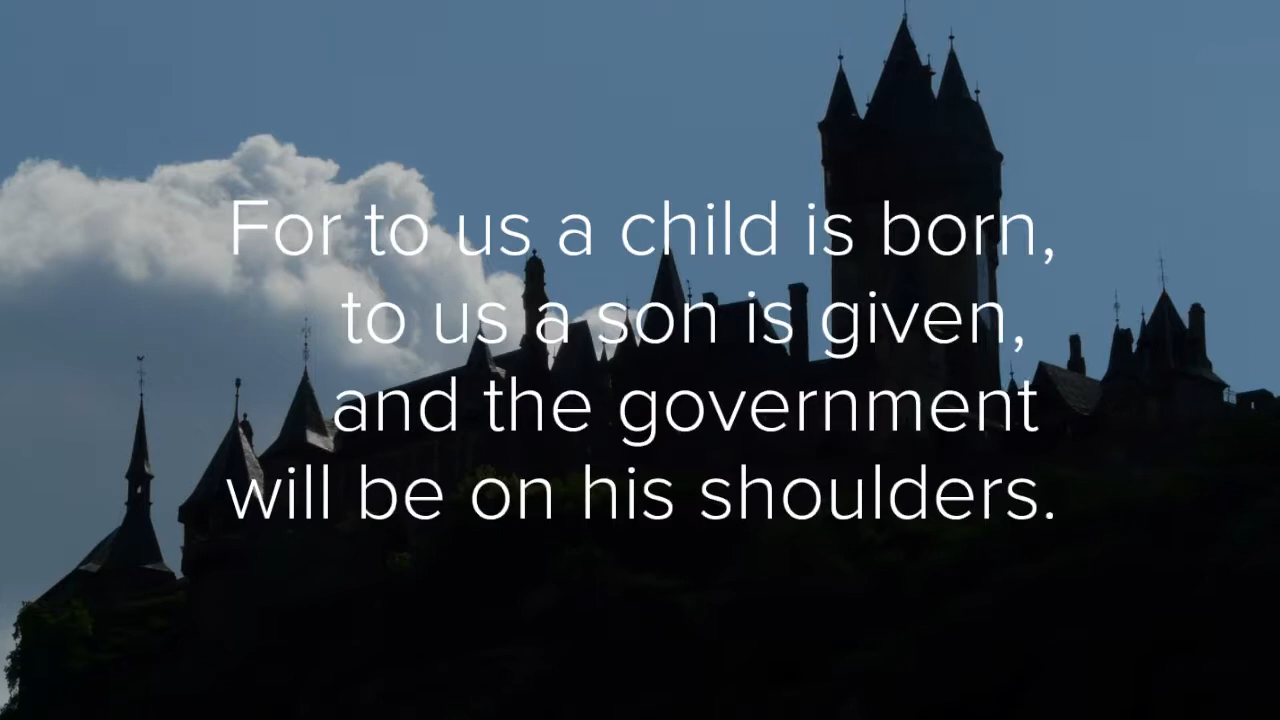 For to us a child is born,
to us a son is given,
and the government
will be on his shoulders.